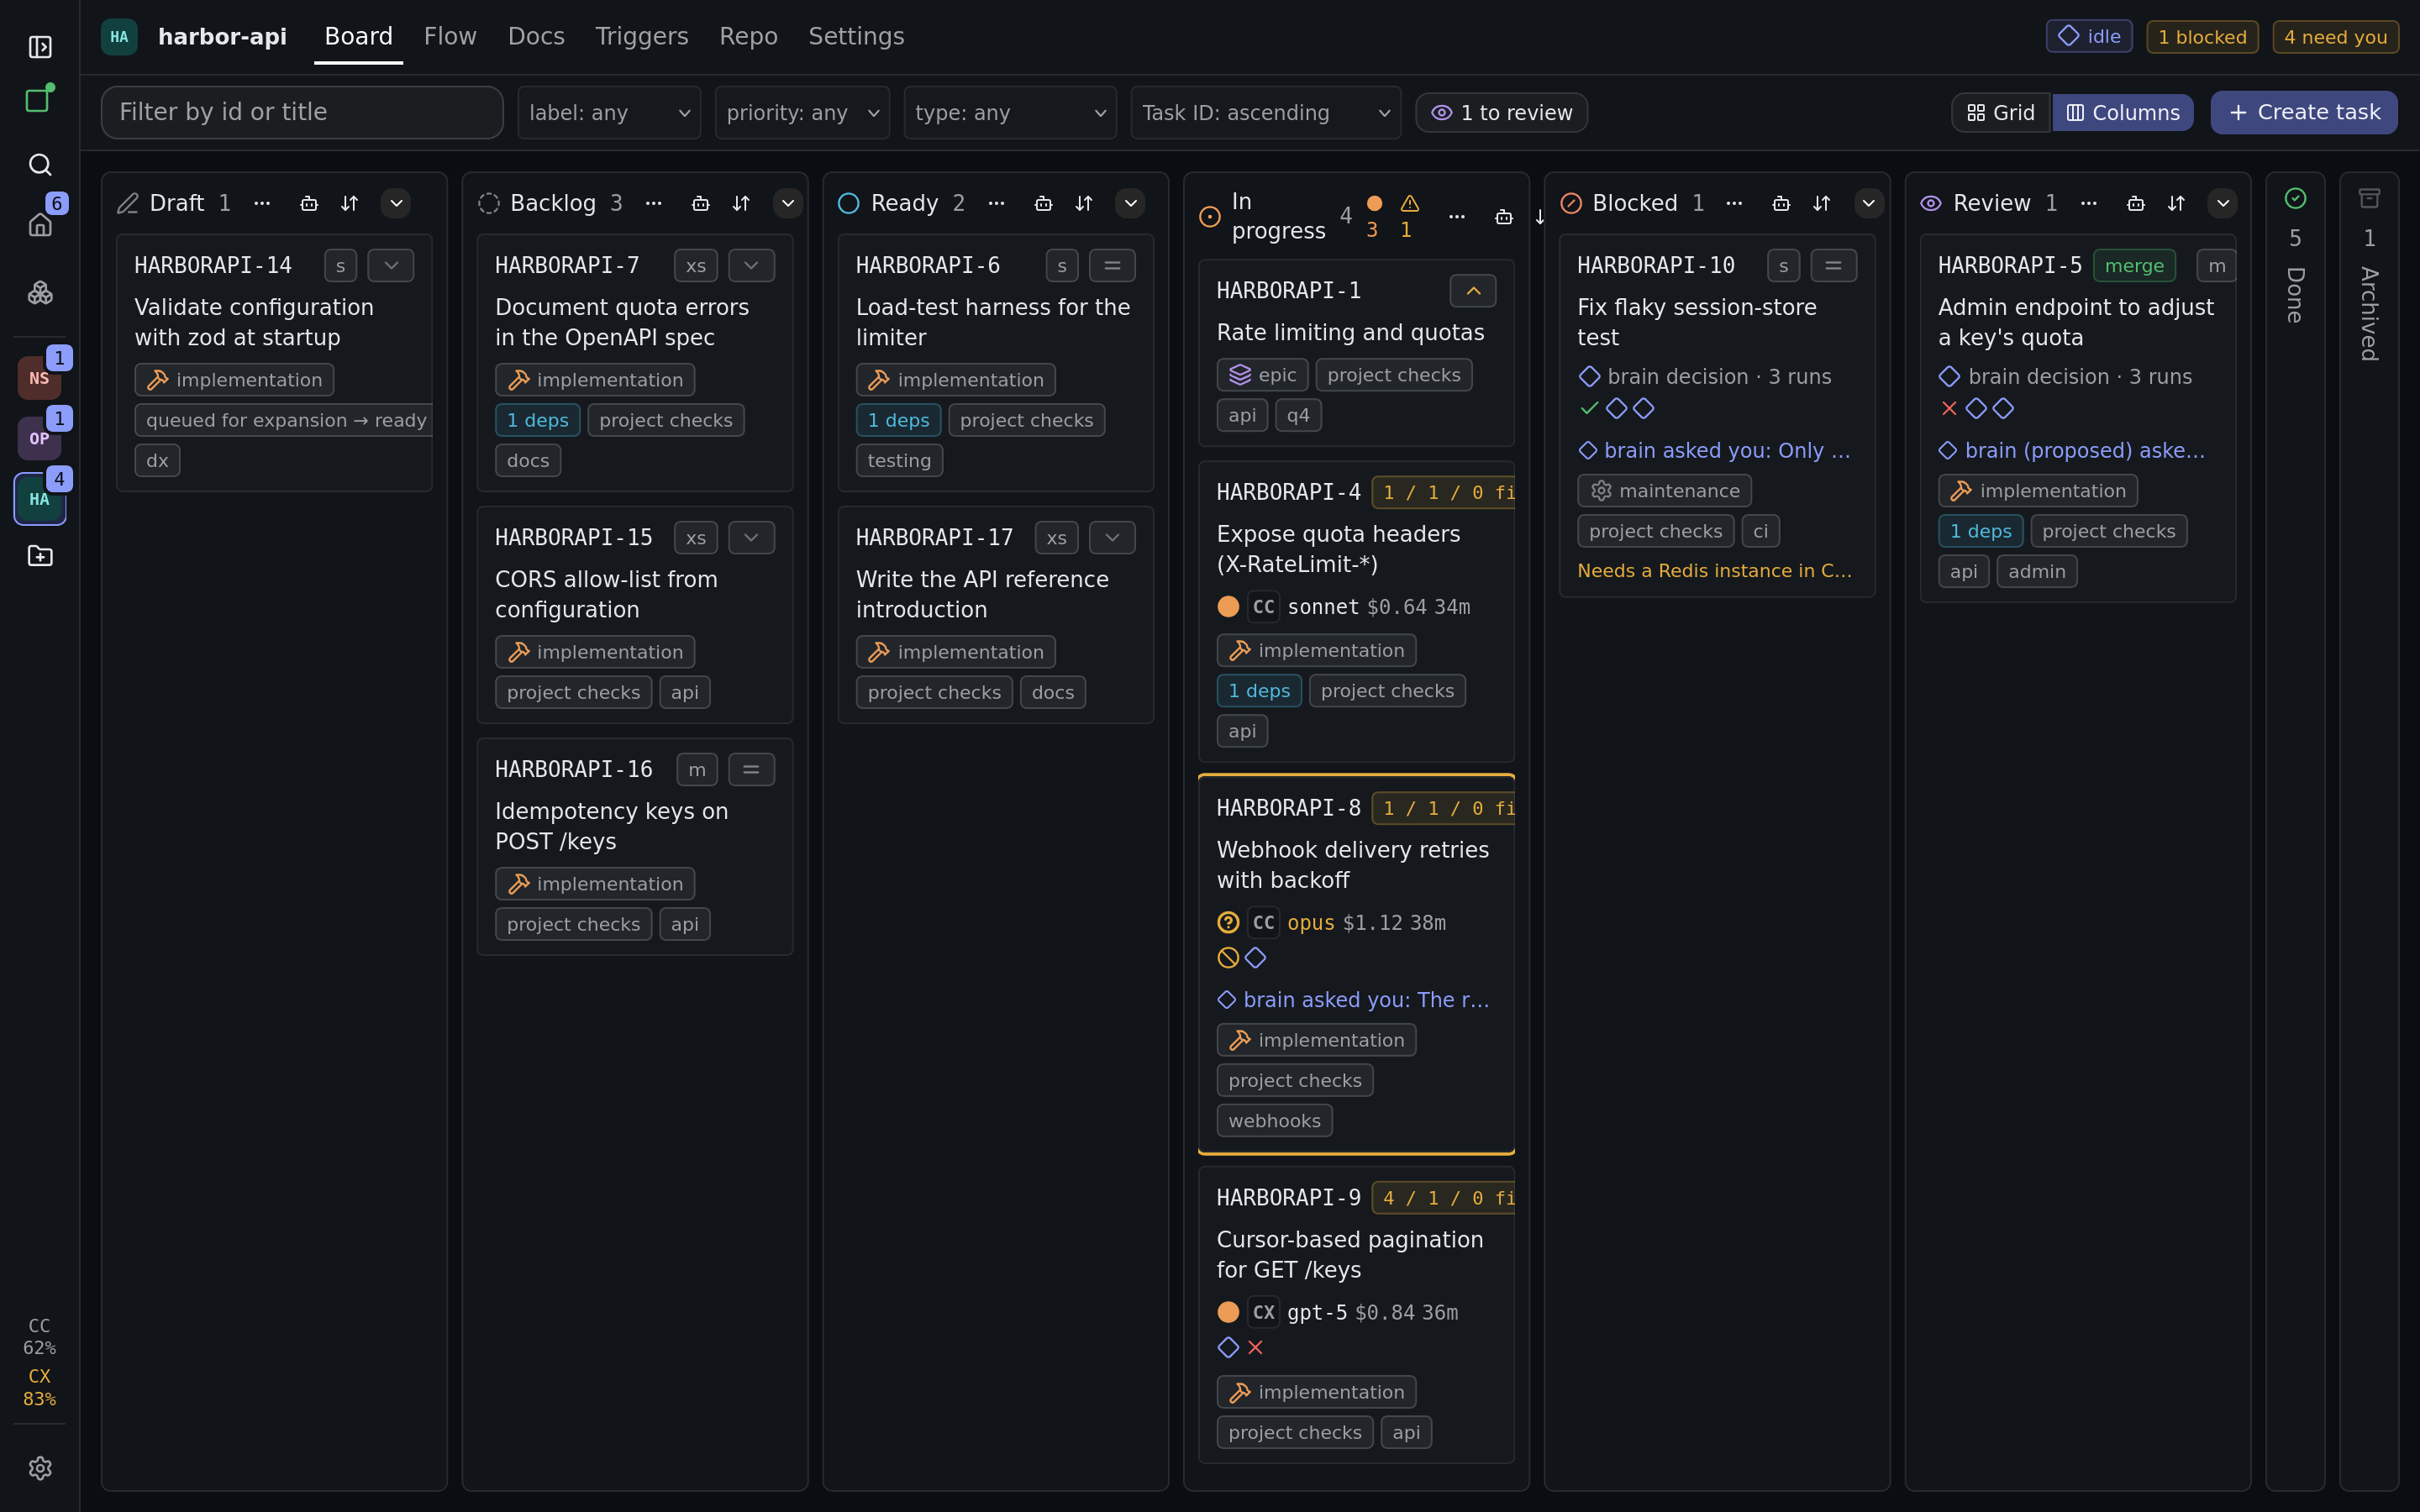 HA harbor-api Board Flow Docs Triggers Repo Settings idle 1 blocked 4 need you
Filter by id or title label: any priority: any type: any Task ID: ascending 1 to review Grid Columns + Create task
6
1
NS
1
OP
4
HA
CC
62%
CX
83%
Draft 1
HARBORAPI-14 s
Validate configuration
with zod at startup
implementation
queued for expansion → ready
dx
Backlog 3
HARBORAPI-7 xs
Document quota errors
in the OpenAPI spec
implementation
1 deps project checks
docs
HARBORAPI-15 xs
CORS allow-list from
configuration
implementation
project checks api
HARBORAPI-16 m
Idempotency keys on
POST /keys
implementation
project checks api
Ready 2
HARBORAPI-6 s
Load-test harness for the
limiter
implementation
1 deps project checks
testing
HARBORAPI-17 xs
Write the API reference
introduction
implementation
project checks docs
In
progress 4 3 1
HARBORAPI-1
Rate limiting and quotas
epic project checks
api q4
HARBORAPI-4 1 / 1 / 0 fi
Expose quota headers
(X-RateLimit-*)
CC sonnet $0.64 34m
implementation
1 deps project checks
api
HARBORAPI-8 1 / 1 / 0 fi
Webhook delivery retries
with backoff
CC opus $1.12 38m
brain asked you: The r…
implementation
project checks
webhooks
HARBORAPI-9 4 / 1 / 0 fi
Cursor-based pagination
for GET /keys
CX gpt-5 $0.84 36m
implementation
project checks api
Blocked 1
HARBORAPI-10 s
Fix flaky session-store
test
brain decision · 3 runs
brain asked you: Only …
maintenance
project checks ci
Needs a Redis instance in C…
Review 1
HARBORAPI-5 merge m
Admin endpoint to adjust
a key's quota
brain decision · 3 runs
brain (proposed) aske…
implementation
1 deps project checks
api admin
5
Done
1
Archived